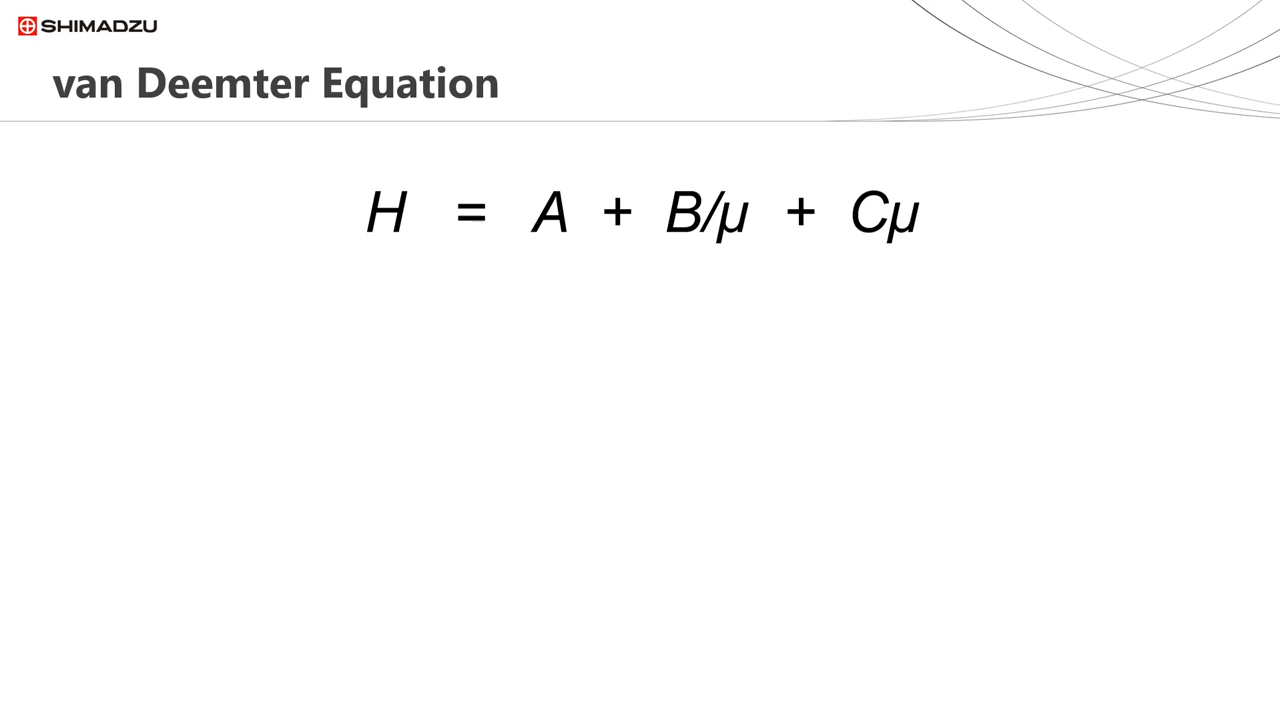 SHIMADZU
van Deemter Equation
H = A + B/μ + Cμ